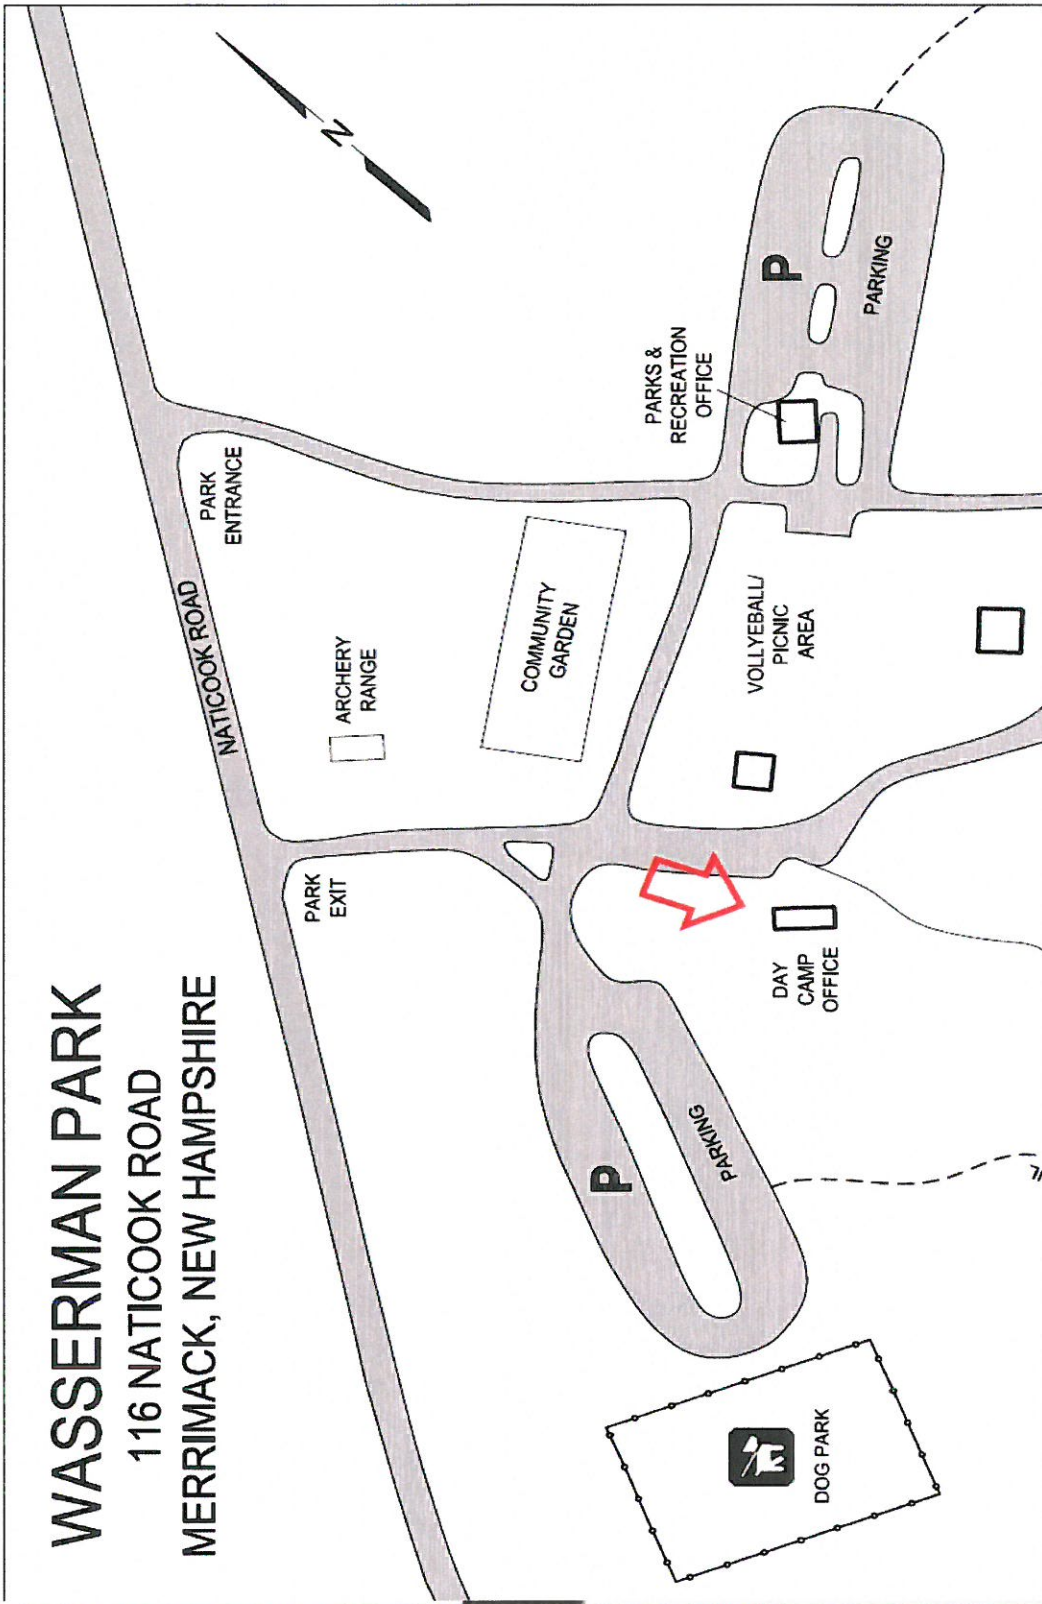 WASSERMAN PARK
116 NATICOOK ROAD
MERRIMACK, NEW HAMPSHIRE
NATICOOK ROAD
PARK
EXIT
PARK
ENTRANCE
N
ARCHERY
RANGE
COMMUNITY
GARDEN
PARKS &
RECREATION
OFFICE
P
PARKING
VOLLYEBALL/
PICNIC
AREA
DAY
CAMP
OFFICE
P
PARKING
DOG PARK